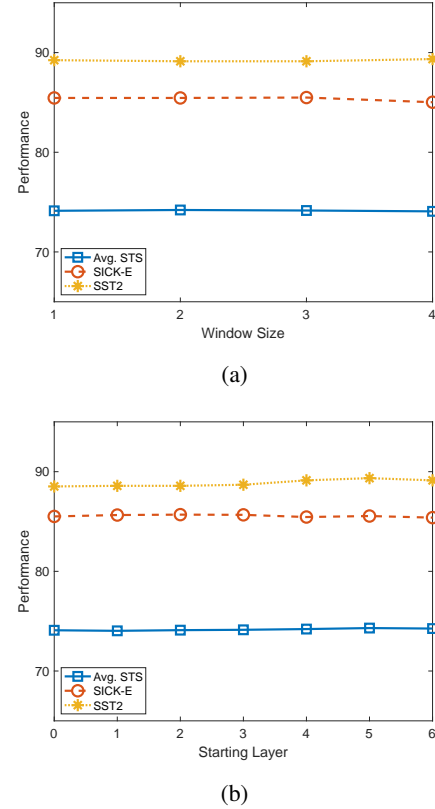 90
80
70
Performance
Avg. STS
SICK-E
SST2
1 2 3 4
Window Size
(a)
90
80
70
Performance
Avg. STS
SICK-E
SST2
0 1 2 3 4 5 6
Starting Layer
(b)